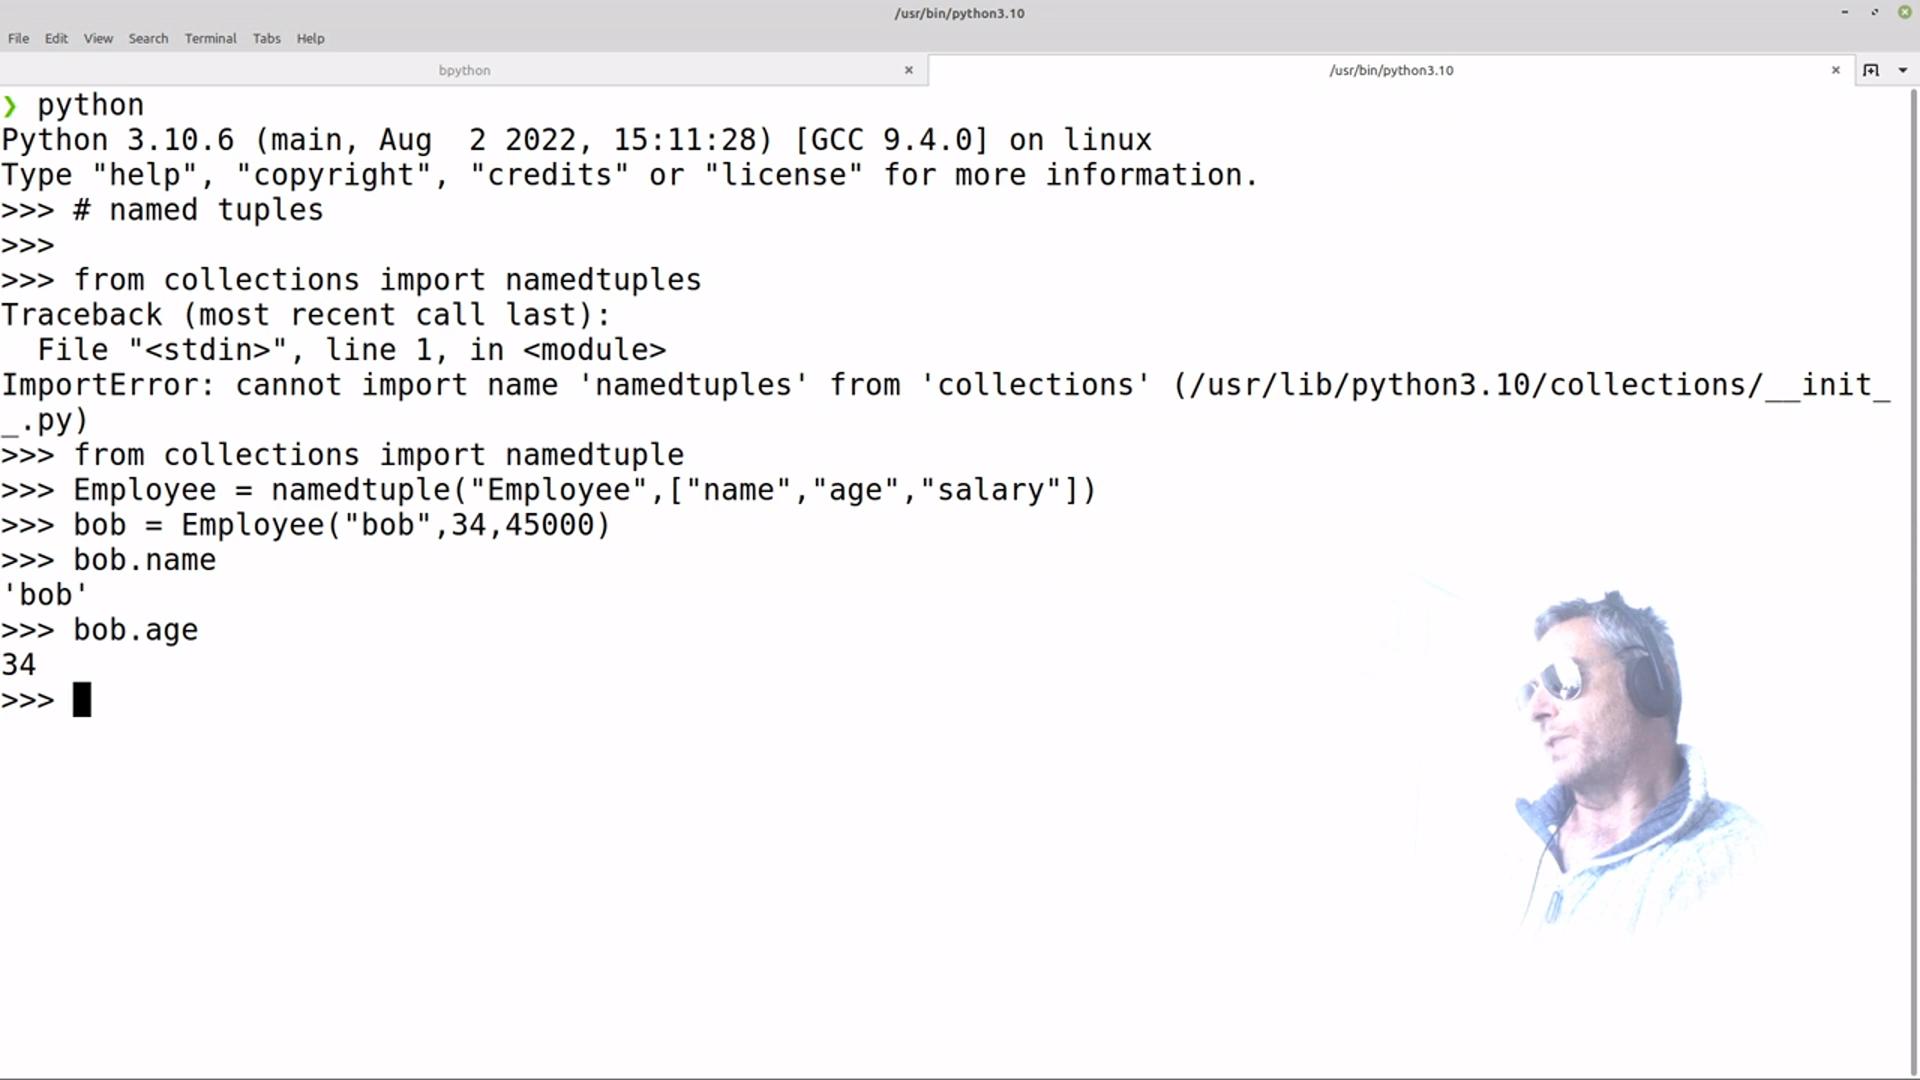 /usr/bin/python3.10
File Edit View Search Terminal Tabs Help
bpython /usr/bin/python3.10
❯ python
Python 3.10.6 (main, Aug  2 2022, 15:11:28) [GCC 9.4.0] on linux
Type "help", "copyright", "credits" or "license" for more information.
>>> # named tuples
>>>
>>> from collections import namedtuples
Traceback (most recent call last):
  File "<stdin>", line 1, in <module>
ImportError: cannot import name 'namedtuples' from 'collections' (/usr/lib/python3.10/collections/__init_
_.py)
>>> from collections import namedtuple
>>> Employee = namedtuple("Employee",["name","age","salary"])
>>> bob = Employee("bob",34,45000)
>>> bob.name
'bob'
>>> bob.age
34
>>>